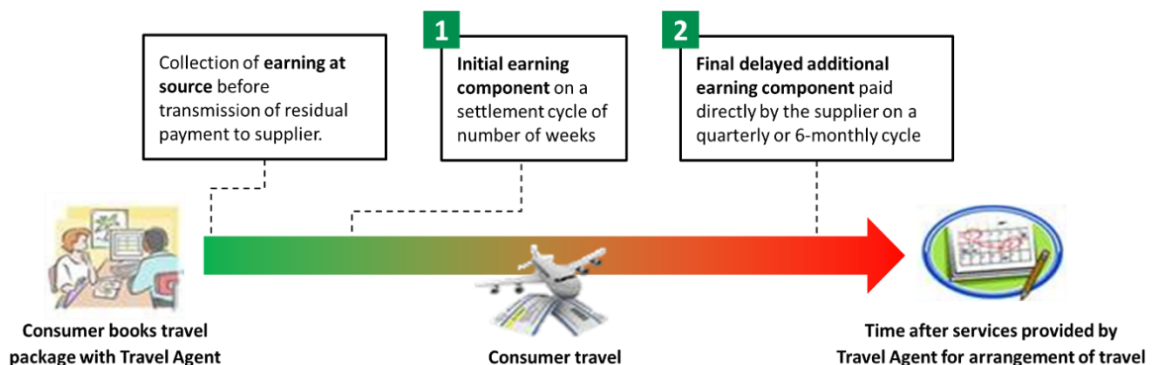 Collection of earning at
source before
transmission of residual
payment to supplier.
1
Initial earning
component on a
settlement cycle of
number of weeks
2
Final delayed additional
earning component paid
directly by the supplier on a
quarterly or 6-monthly cycle
Consumer books travel
package with Travel Agent
Consumer travel
Time after services provided by
Travel Agent for arrangement of travel